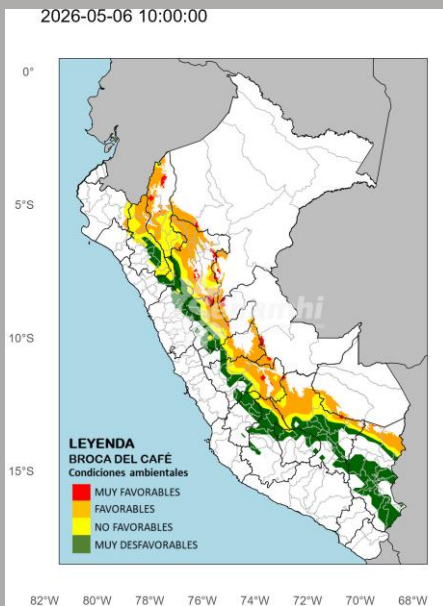 2026-05-06 10:00:00
0°
5°S
10°S
15°S
Senamhi
LEYENDA
BROCA DEL CAFÉ
Condiciones ambientales
MUY FAVORABLES
FAVORABLES
NO FAVORABLES
MUY DESFAVORABLES
82°W 80°W 78°W 76°W 74°W 72°W 70°W 68°W